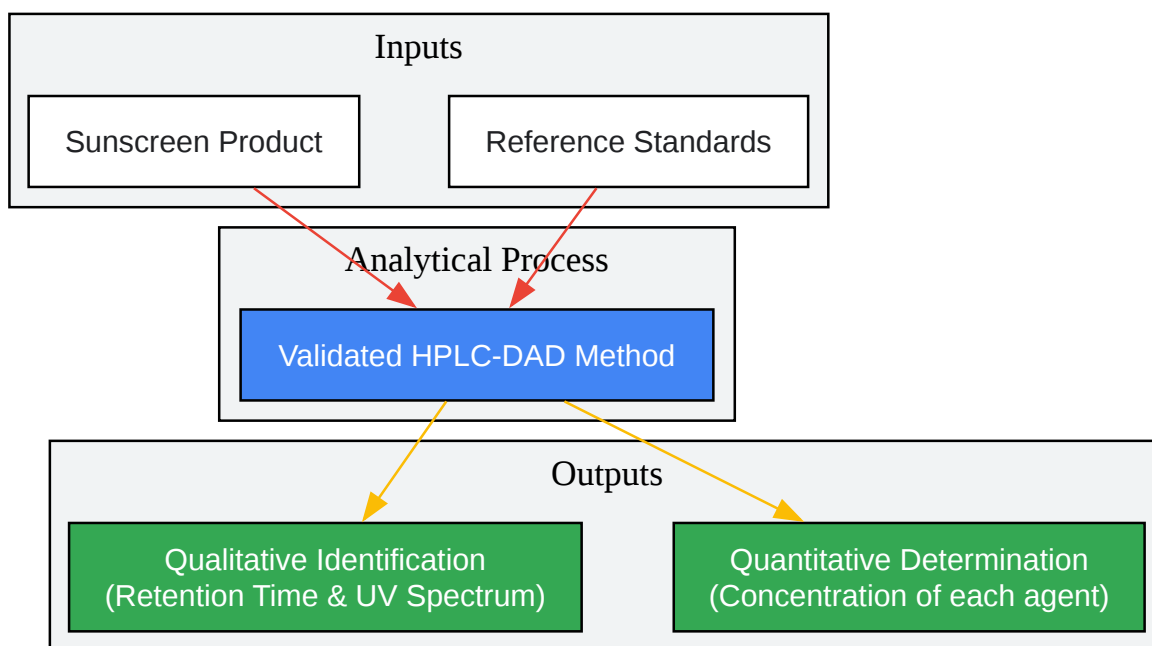 Inputs
Sunscreen Product
Reference Standards
Analytical Process
Validated HPLC-DAD Method
Outputs
Qualitative Identification
(Retention Time & UV Spectrum)
Quantitative Determination
(Concentration of each agent)